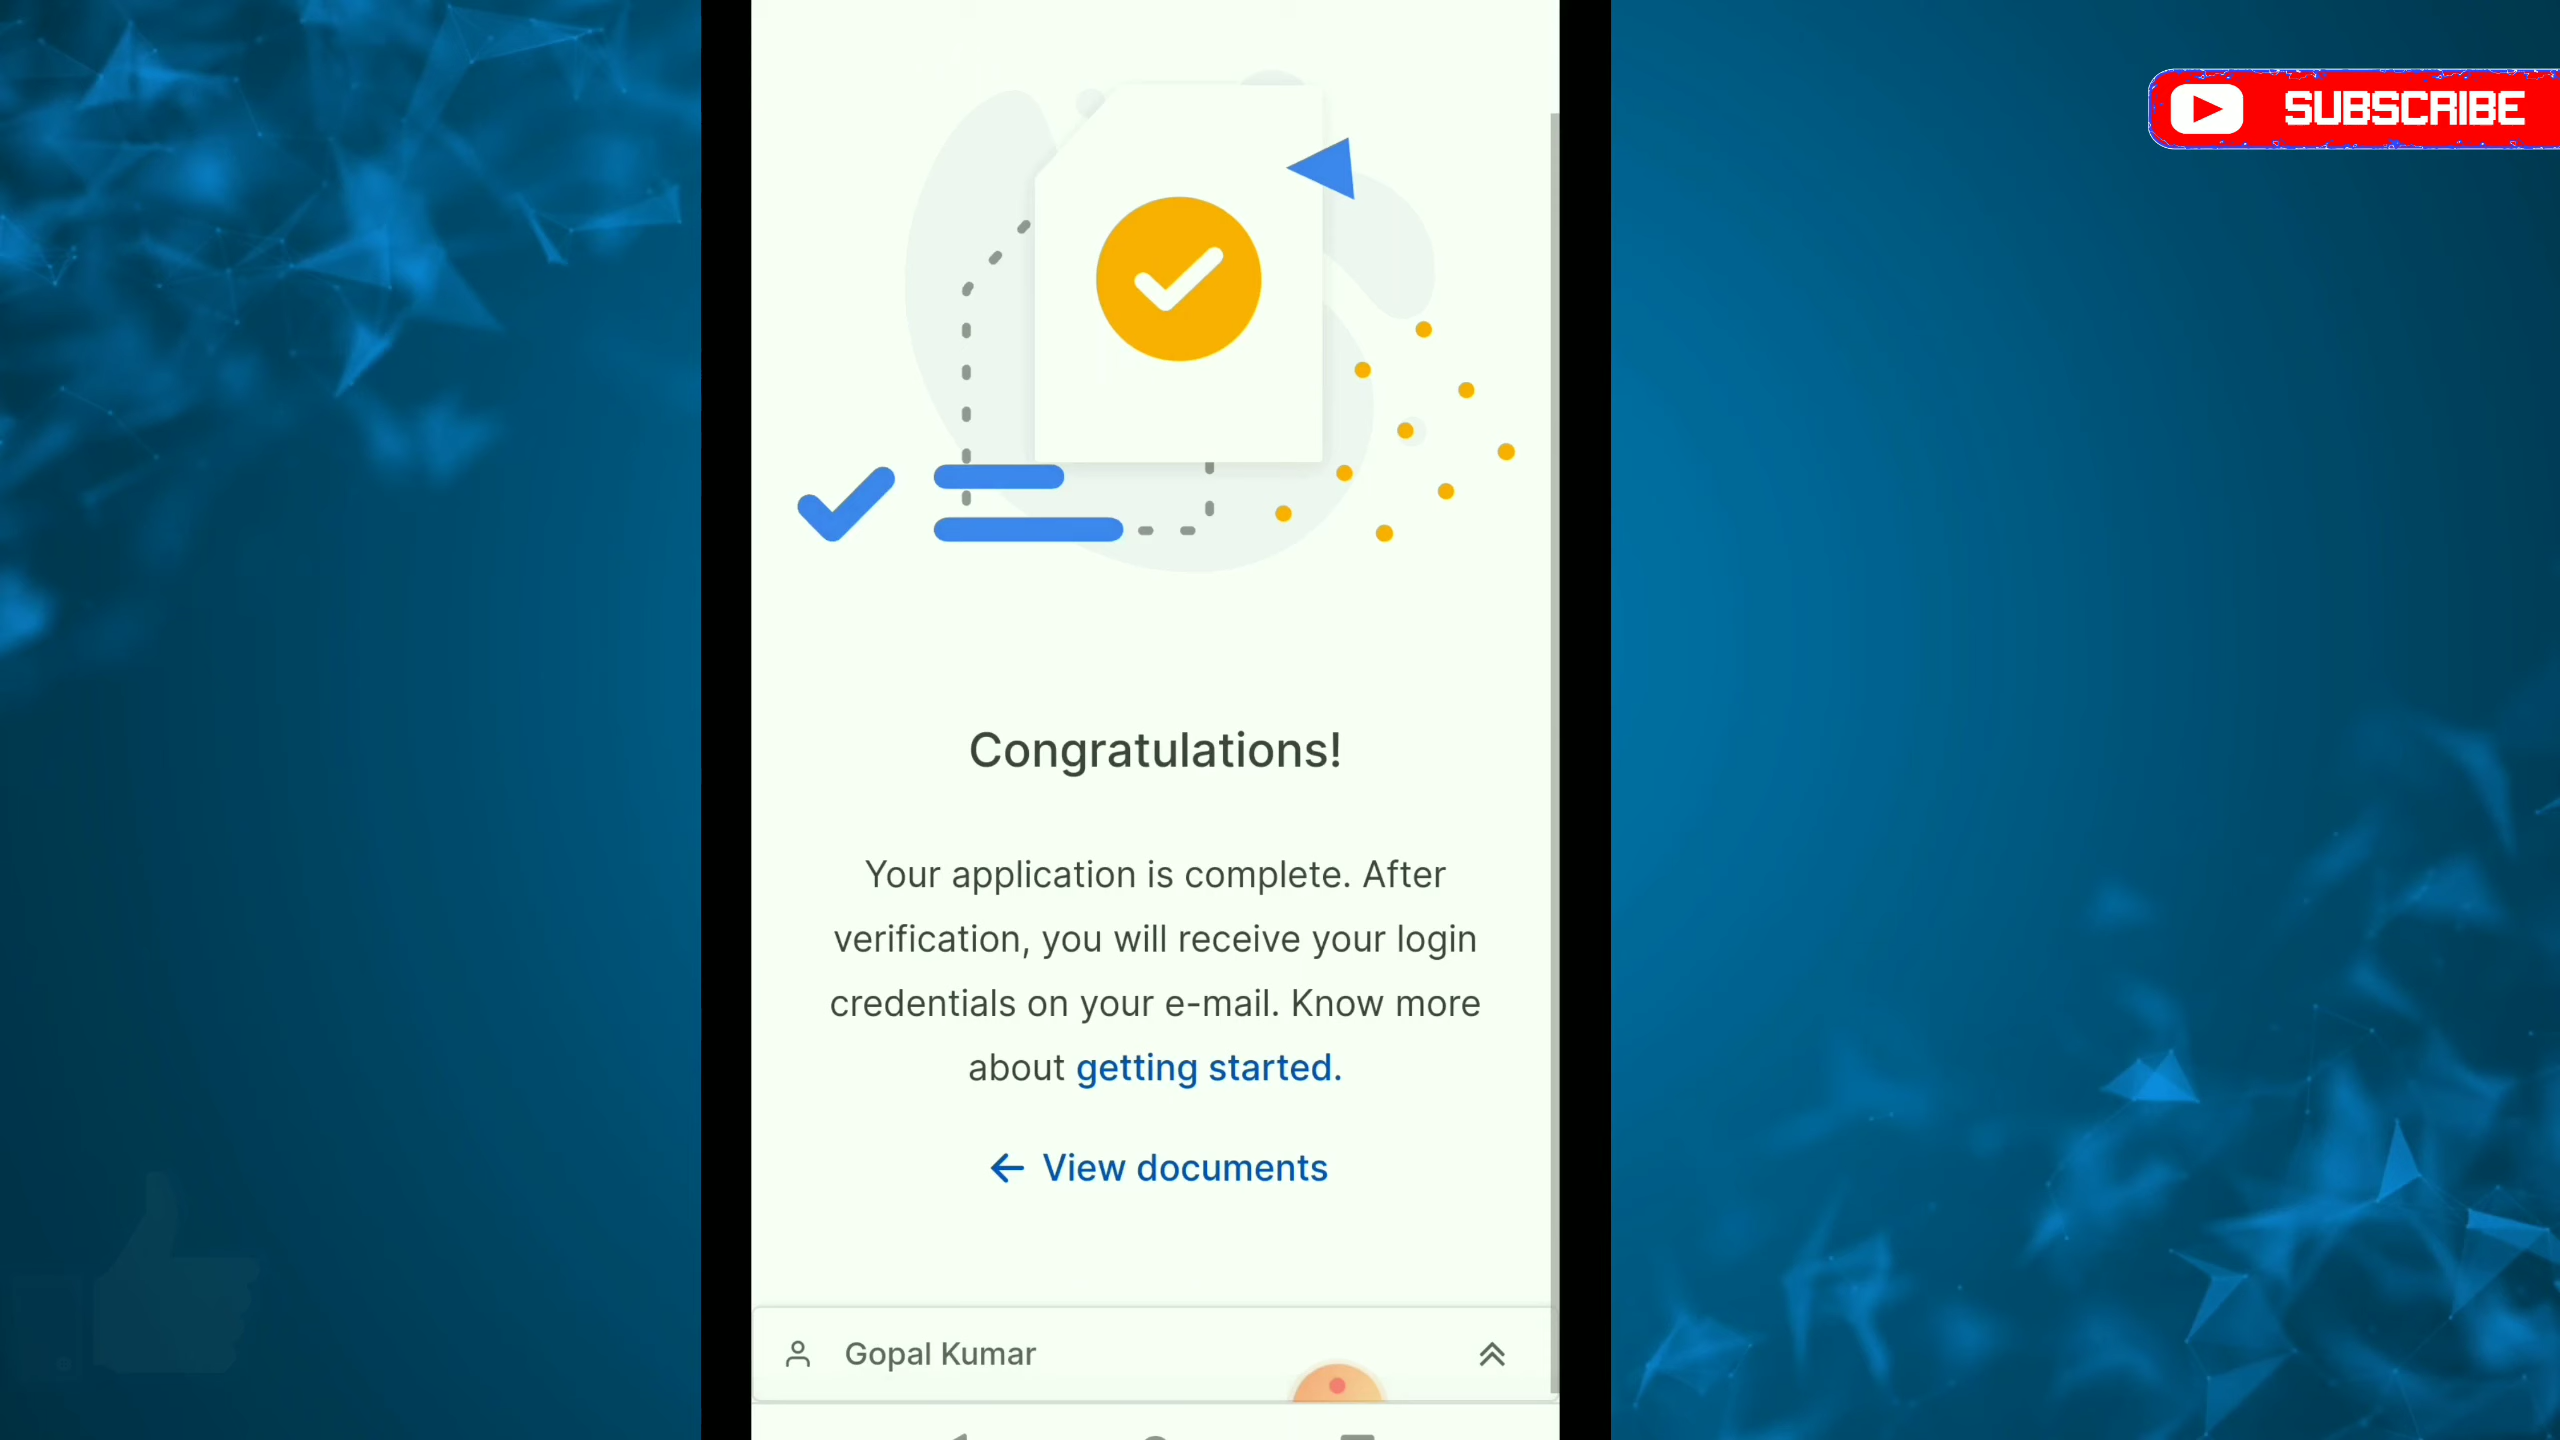 SUBSCRIBE
Congratulations!
Your application is complete. After
verification, you will receive your login
credentials on your e-mail. Know more
about getting started.
View documents
Gopal Kumar